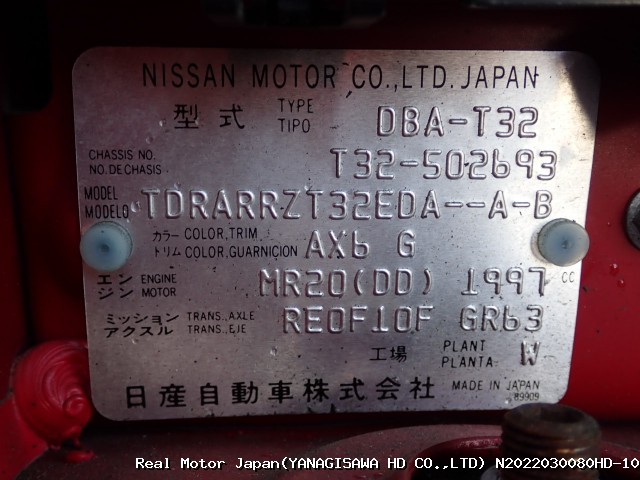 NISSAN MOTOR CO.,LTD. JAPAN
型式 TYPE TIPO DBA-T32
CHASSIS NO. NO. DE CHASIS T32-502693
MODEL MODELO TDRARRZT32EDA--A-B
カラー COLOR,TRIM
トリム COLOR,GUARNICION AX6 G
エンジン ENGINE MOTOR MR20(DD) 1997 CC
ミッション TRANS.,AXLE
アクスル TRANS.,EJE RE0F10F GR63
工場 PLANT PLANTA W
日産自動車株式会社 MADE IN JAPAN
89909
Real Motor Japan(YANAGISAWA HD CO.,LTD) N2022030080HD-10